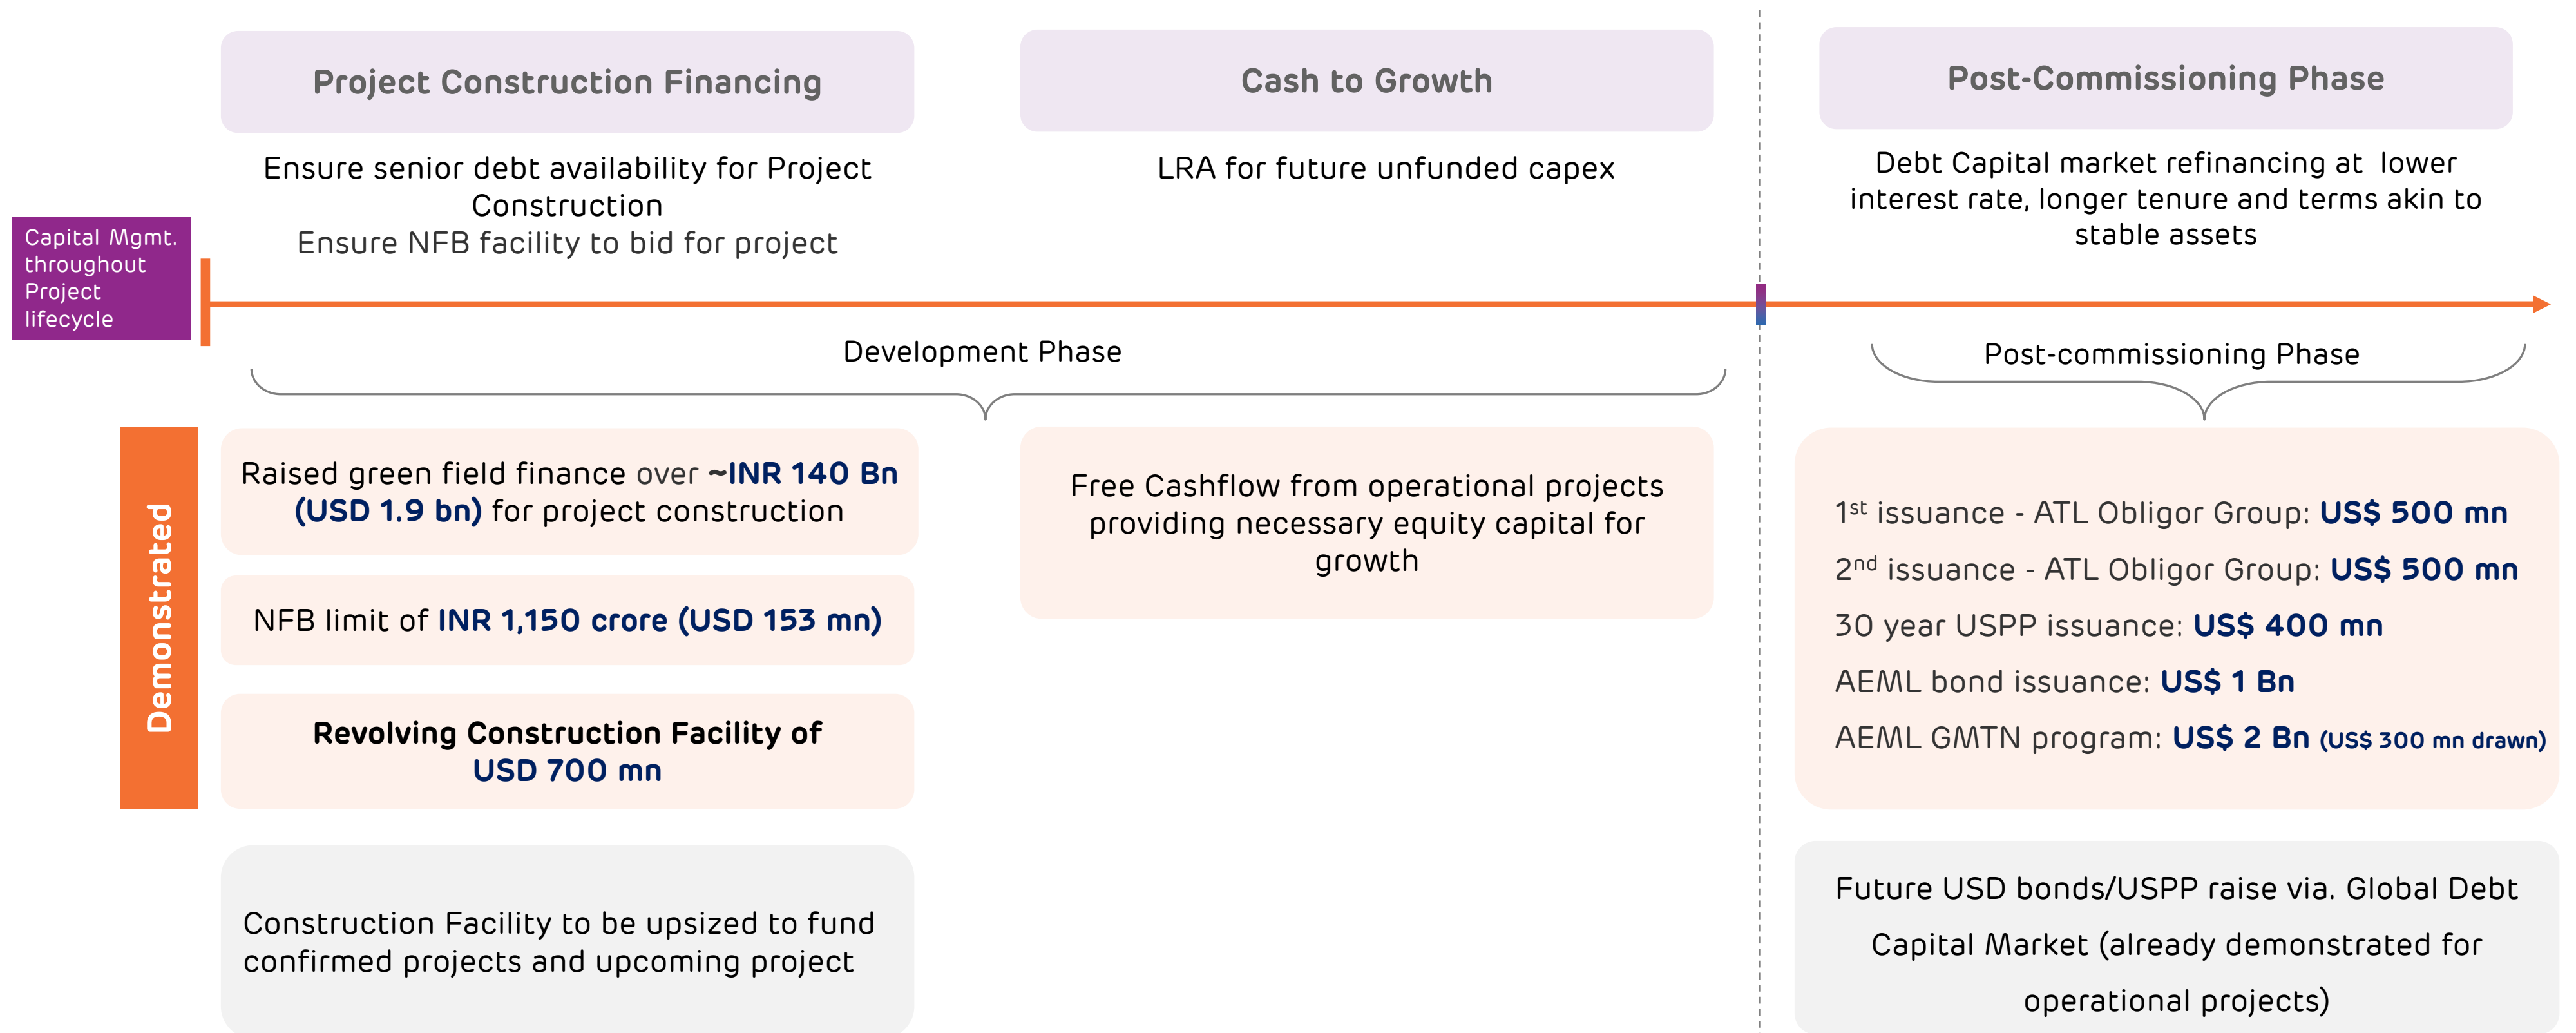 Project Construction Financing
Cash to Growth
Post-Commissioning Phase
Ensure senior debt availability for Project
Construction
Ensure NFB facility to bid for project
LRA for future unfunded capex
Debt Capital market refinancing at lower
interest rate, longer tenure and terms akin to
stable assets
Capital Mgmt.
throughout
Project
lifecycle
Development Phase
Post-commissioning Phase
Demonstrated
Raised green field finance over ~INR 140 Bn
(USD 1.9 bn) for project construction
NFB limit of INR 1,150 crore (USD 153 mn)
Revolving Construction Facility of
USD 700 mn
Free Cashflow from operational projects
providing necessary equity capital for
growth
1st issuance - ATL Obligor Group: US$ 500 mn
2nd issuance - ATL Obligor Group: US$ 500 mn
30 year USPP issuance: US$ 400 mn
AEML bond issuance: US$ 1 Bn
AEML GMTN program: US$ 2 Bn (US$ 300 mn drawn)
Construction Facility to be upsized to fund
confirmed projects and upcoming project
Future USD bonds/USPP raise via. Global Debt
Capital Market (already demonstrated for
operational projects)